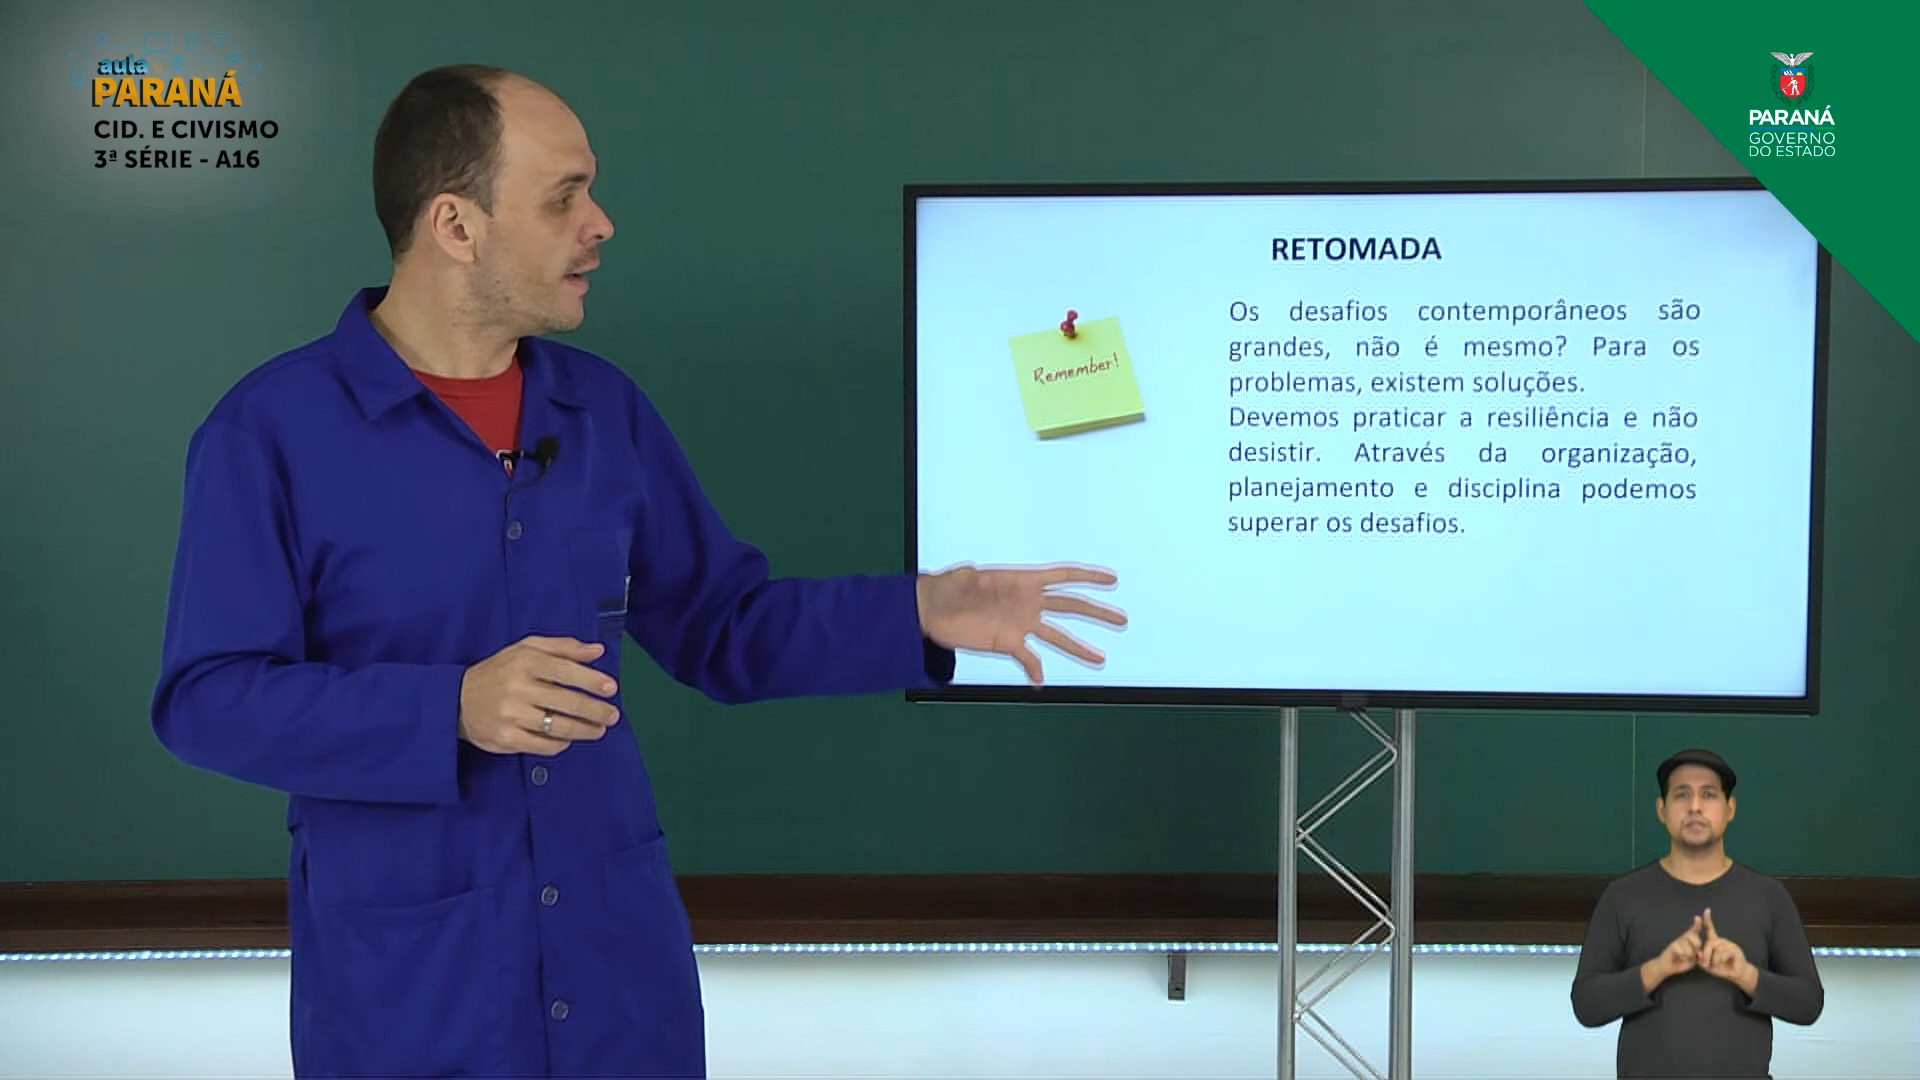 aula
PARANÁ
CID. E CIVISMO
3ª SÉRIE - A16
PARANÁ
GOVERNO
DO ESTADO
RETOMADA
Remember!
Os desafios contemporâneos são
grandes, não é mesmo? Para os
problemas, existem soluções.
Devemos praticar a resiliência e não
desistir. Através da organização,
planejamento e disciplina podemos
superar os desafios.